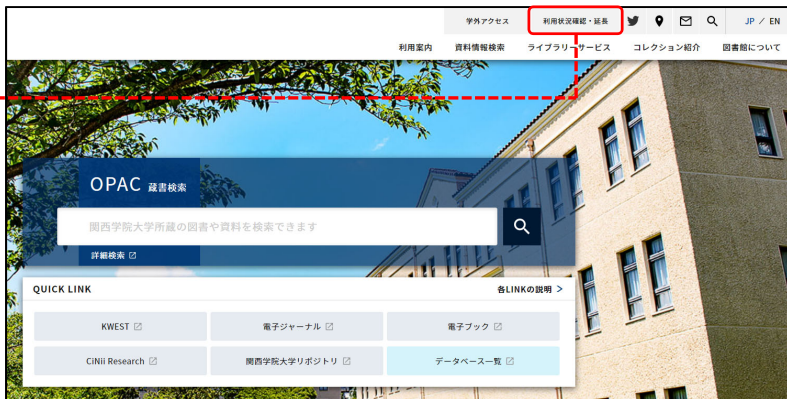 学外アクセス 利用状況確認・延長 JP / EN
利用案内 資料情報検索 ライブラリーサービス コレクション紹介 図書館について
OPAC 蔵書検索
関西学院大学所蔵の図書や資料を検索できます
詳細検索
QUICK LINK 各LINKの説明 >
KWEST 電子ジャーナル 電子ブック
CiNii Research 関西学院大学リポジトリ データベース一覧